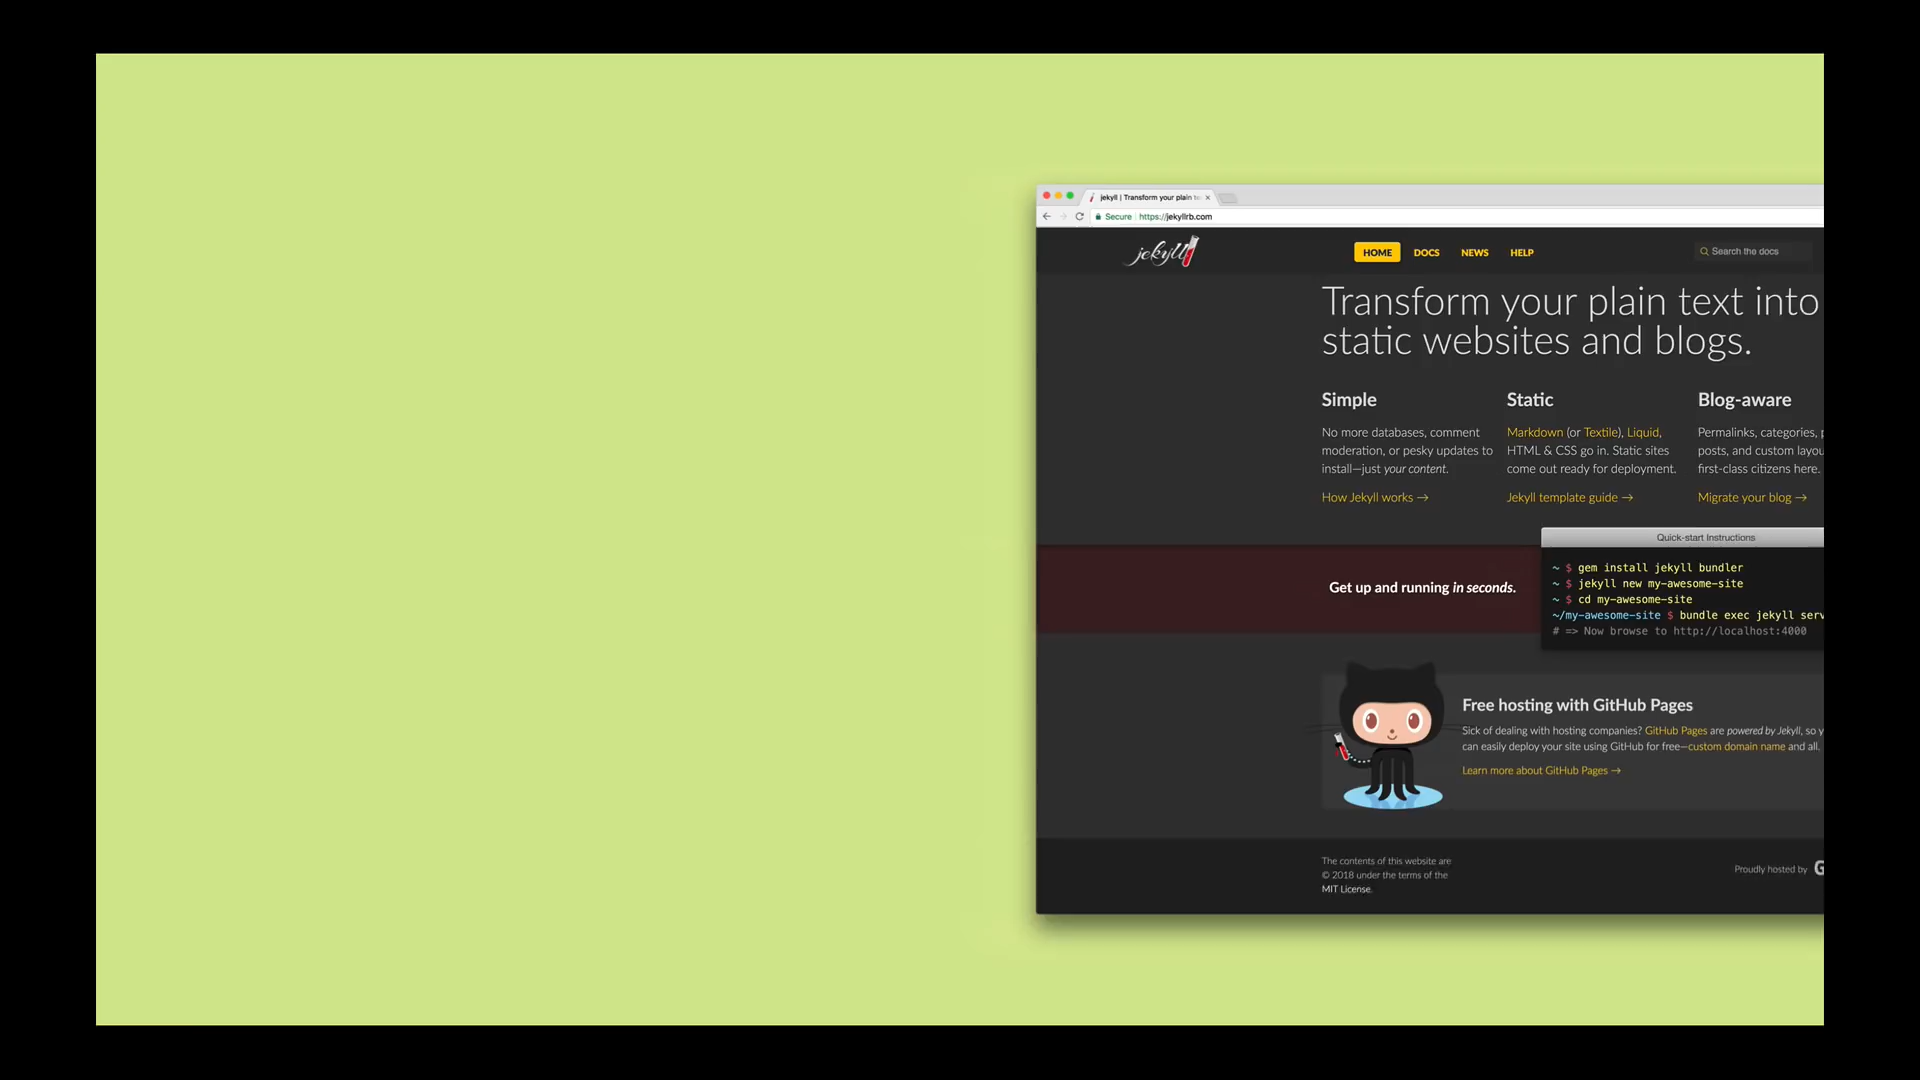 jekyll | Transform your plain te
Secure https://jekyllrb.com
jekyll
HOME DOCS NEWS HELP
Search the docs
Transform your plain text into
static websites and blogs.
Simple
No more databases, comment
moderation, or pesky updates to
install—just your content.
How Jekyll works →
Static
Markdown (or Textile), Liquid,
HTML & CSS go in. Static sites
come out ready for deployment.
Jekyll template guide →
Blog-aware
Permalinks, categories, p
posts, and custom layou
first-class citizens here.
Migrate your blog →
Get up and running in seconds.
Quick-start Instructions
~ $ gem install jekyll bundler
~ $ jekyll new my-awesome-site
~ $ cd my-awesome-site
~/my-awesome-site $ bundle exec jekyll serv
# => Now browse to http://localhost:4000
Free hosting with GitHub Pages
Sick of dealing with hosting companies? GitHub Pages are powered by Jekyll, so y
can easily deploy your site using GitHub for free—custom domain name and all.
Learn more about GitHub Pages →
The contents of this website are
© 2018 under the terms of the
MIT License.
Proudly hosted by G